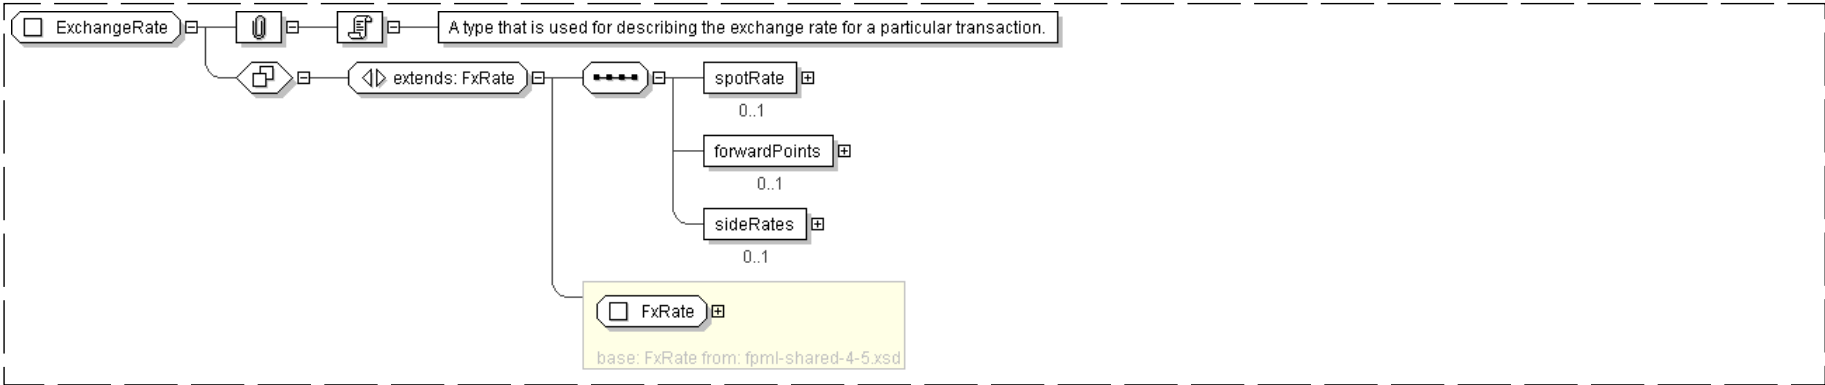 ExchangeRate
A type that is used for describing the exchange rate for a particular transaction.
extends: FxRate
spotRate
0..1
forwardPoints
0..1
sideRates
0..1
FxRate
base: FxRate from: fpml-shared-4-5.xsd